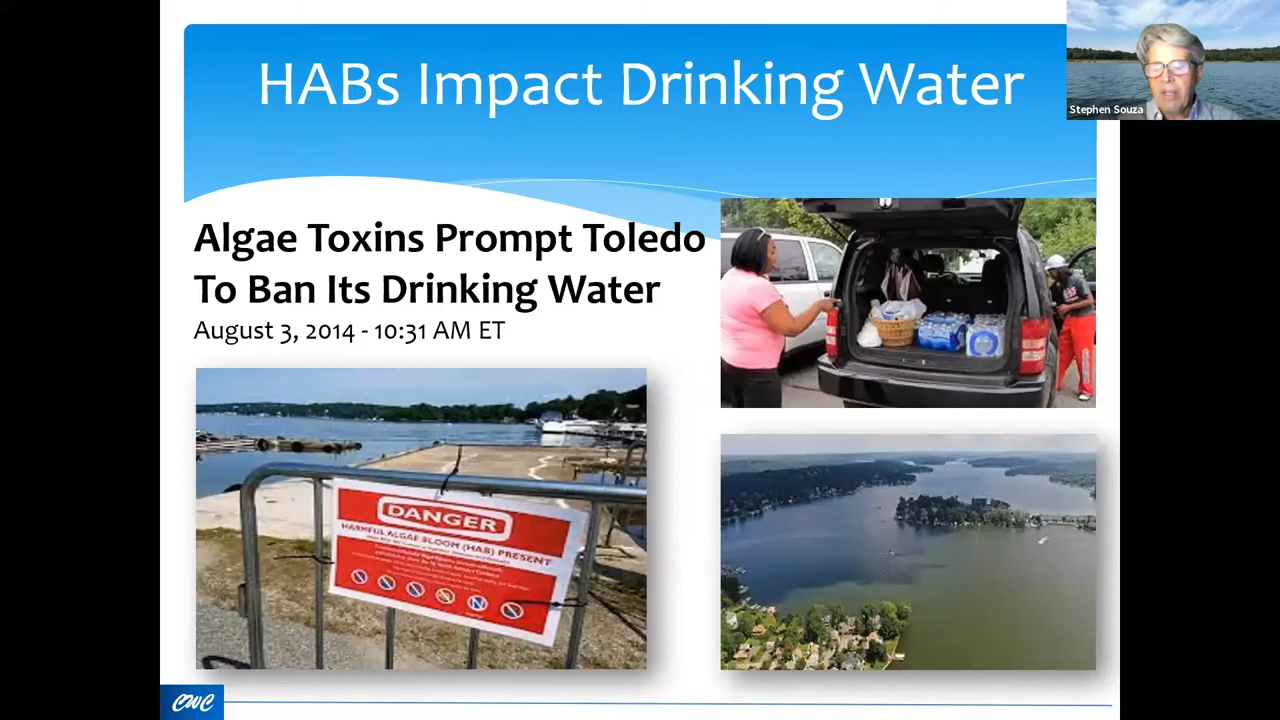 HABs Impact Drinking Water
Stephen Souza
Algae Toxins Prompt Toledo
To Ban Its Drinking Water
August 3, 2014 - 10:31 AM ET
DANGER
HARMFUL ALGAE BLOOM (HAB) PRESENT
CWC